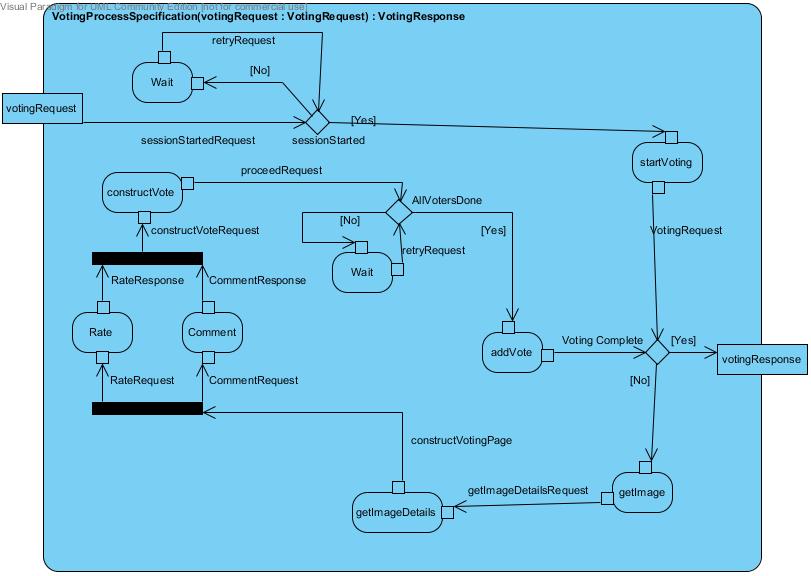 Visual Paradigm for UML Community Edition [not for commercial use]
VotingProcessSpecification(votingRequest : VotingRequest) : VotingResponse
retryRequest
[No]
Wait
votingRequest
[Yes]
sessionStartedRequest
sessionStarted
startVoting
proceedRequest
constructVote
AllVotersDone
[No]
[Yes]
constructVoteRequest
VotingRequest
retryRequest
Wait
RateResponse
CommentResponse
Rate
Comment
Voting Complete
[Yes]
addVote
votingResponse
RateRequest
CommentRequest
[No]
constructVotingPage
getImageDetailsRequest
getImage
getImageDetails